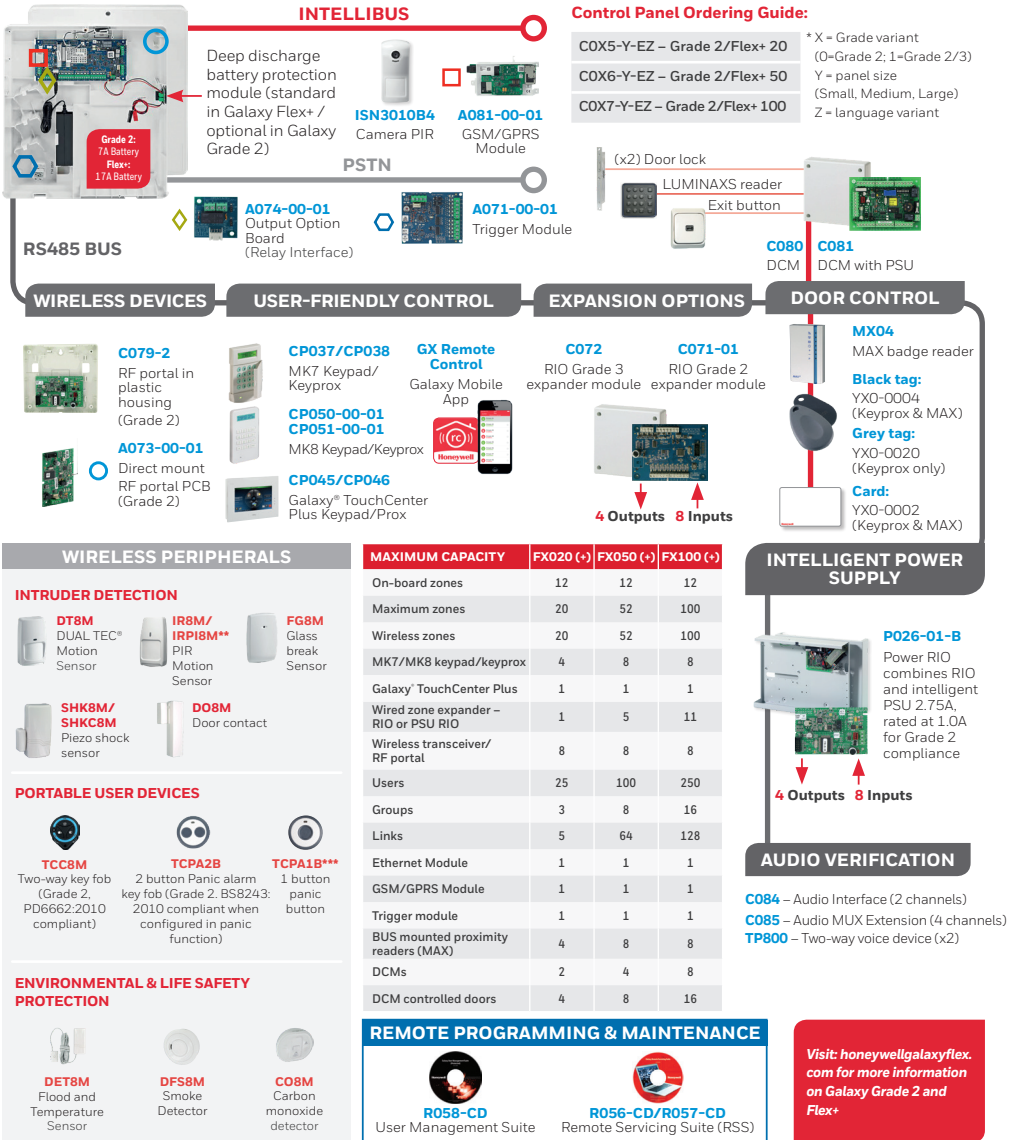 INTELLIBUS
Deep discharge
battery protection
module (standard
in Galaxy Flex+ /
optional in Galaxy
Grade 2)
Grade 2:
7A Battery
Flex+:
17A Battery
ISN3010B4
Camera PIR
A081-00-01
GSM/GPRS
Module
PSTN
A074-00-01
Output Option
Board
(Relay Interface)
A071-00-01
Trigger Module
RS485 BUS
Control Panel Ordering Guide:
C0X5-Y-EZ – Grade 2/Flex+ 20
C0X6-Y-EZ – Grade 2/Flex+ 50
C0X7-Y-EZ – Grade 2/Flex+ 100
* X = Grade variant
(0=Grade 2; 1=Grade 2/3)
Y = panel size
(Small, Medium, Large)
Z = language variant
(x2) Door lock
LUMINAXS reader
Exit button
C080
DCM
C081
DCM with PSU
WIRELESS DEVICES
USER-FRIENDLY CONTROL
EXPANSION OPTIONS
DOOR CONTROL
C079-2
RF portal in
plastic
housing
(Grade 2)
A073-00-01
Direct mount
RF portal PCB
(Grade 2)
CP037/CP038
MK7 Keypad/
Keyprox
CP050-00-01
CP051-00-01
MK8 Keypad/Keyprox
CP045/CP046
Galaxy® TouchCenter
Plus Keypad/Prox
GX Remote
Control
Galaxy Mobile
App
rc
Honeywell
C072
RIO Grade 3
expander module
C071-01
RIO Grade 2
expander module
4 Outputs 8 Inputs
MX04
MAX badge reader
Black tag:
YX0-0004
(Keyprox & MAX)
Grey tag:
YX0-0020
(Keyprox only)
Card:
YX0-0002
(Keyprox & MAX)
WIRELESS PERIPHERALS
INTRUDER DETECTION
DT8M
DUAL TEC®
Motion
Sensor
IR8M/
IRPI8M**
PIR
Motion
Sensor
FG8M
Glass
break
Sensor
SHK8M/
SHKC8M
Piezo shock
sensor
DO8M
Door contact
PORTABLE USER DEVICES
TCC8M
Two-way key fob
(Grade 2,
PD6662:2010
compliant)
TCPA2B
2 button Panic alarm
key fob (Grade 2. BS8243:
2010 compliant when
configured in panic
function)
TCPA1B***
1 button
panic
button
ENVIRONMENTAL & LIFE SAFETY
PROTECTION
DET8M
Flood and
Temperature
Sensor
DFS8M
Smoke
Detector
CO8M
Carbon
monoxide
detector
MAXIMUM CAPACITY FX020 (+) FX050 (+) FX100 (+)
On-board zones 12 12 12
Maximum zones 20 52 100
Wireless zones 20 52 100
MK7/MK8 keypad/keyprox 4 8 8
Galaxy® TouchCenter Plus 1 1 1
Wired zone expander –
RIO or PSU RIO 1 5 11
Wireless transceiver/
RF portal 8 8 8
Users 25 100 250
Groups 3 8 16
Links 5 64 128
Ethernet Module 1 1 1
GSM/GPRS Module 1 1 1
Trigger module 1 1 1
BUS mounted proximity
readers (MAX) 4 8 8
DCMs 2 4 8
DCM controlled doors 4 8 16
REMOTE PROGRAMMING & MAINTENANCE
R058-CD
User Management Suite
R056-CD/R057-CD
Remote Servicing Suite (RSS)
INTELLIGENT POWER
SUPPLY
P026-01-B
Power RIO
combines RIO
and intelligent
PSU 2.75A,
rated at 1.0A
for Grade 2
compliance
4 Outputs 8 Inputs
AUDIO VERIFICATION
C084 – Audio Interface (2 channels)
C085 – Audio MUX Extension (4 channels)
TP800 – Two-way voice device (x2)
Visit: honeywellgalaxyflex.
com for more information
on Galaxy Grade 2 and
Flex+